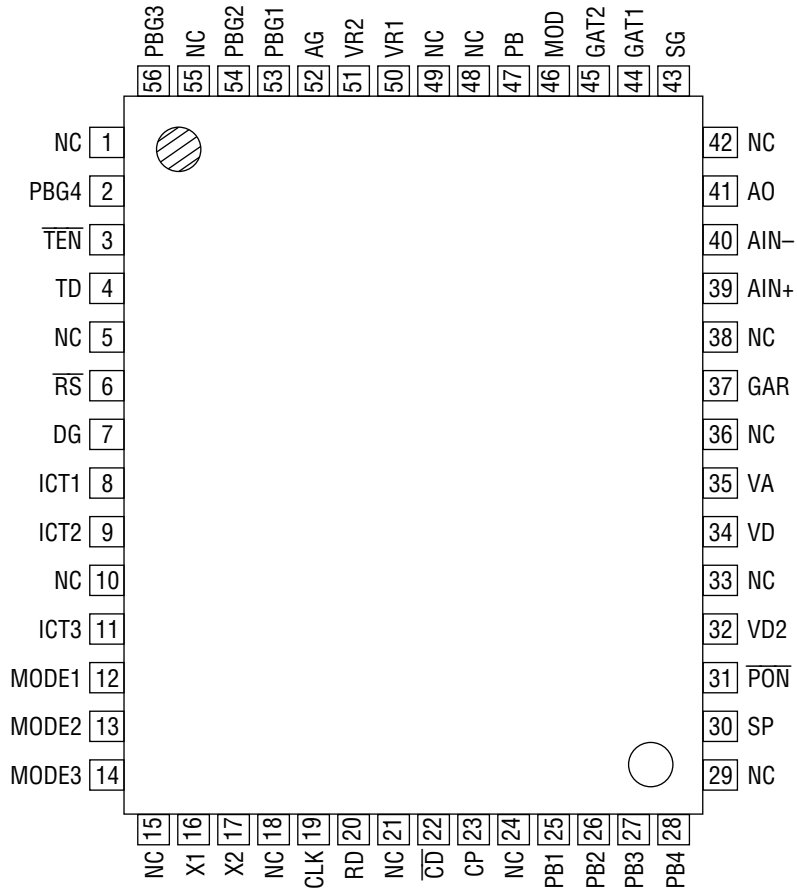 56 PBG3
55 NC
54 PBG2
53 PBG1
52 AG
51 VR2
50 VR1
49 NC
48 NC
47 PB
46 MOD
45 GAT2
44 GAT1
43 SG
NC 1
PBG4 2
T̅E̅N̅ 3
TD 4
NC 5
R̅S̅ 6
DG 7
ICT1 8
ICT2 9
NC 10
ICT3 11
MODE1 12
MODE2 13
MODE3 14
42 NC
41 AO
40 AIN–
39 AIN+
38 NC
37 GAR
36 NC
35 VA
34 VD
33 NC
32 VD2
31 P̅O̅N̅
30 SP
29 NC
NC 15
X1 16
X2 17
NC 18
CLK 19
RD 20
NC 21
C̅D̅ 22
CP 23
NC 24
PB1 25
PB2 26
PB3 27
PB4 28